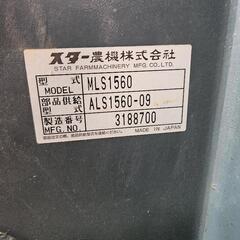 スター農機株式会社
STAR FARMMACHINERY MFG.CO.,LTD.
型式 MODEL MLS1560
部品供給型式 ALS1560-09
製造番号 MFG.NO. 3188700
MADE IN JAPAN